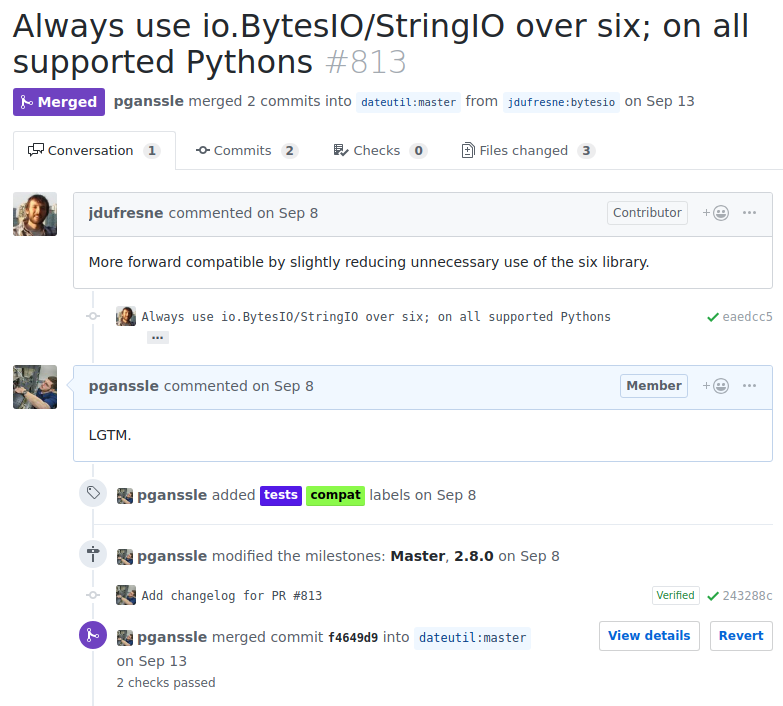 Always use io.BytesIO/StringIO over six; on all
supported Pythons #813
Merged pganssle merged 2 commits into dateutil:master from jdufresne:bytesio on Sep 13
Conversation 1 Commits 2 Checks 0 Files changed 3
jdufresne commented on Sep 8 Contributor + ...
More forward compatible by slightly reducing unnecessary use of the six library.
Always use io.BytesIO/StringIO over six; on all supported Pythons eaedcc5
...
pganssle commented on Sep 8 Member + ...
LGTM.
pganssle added tests compat labels on Sep 8
pganssle modified the milestones: Master, 2.8.0 on Sep 8
Add changelog for PR #813 Verified 243288c
pganssle merged commit f4649d9 into dateutil:master View details Revert
on Sep 13
2 checks passed